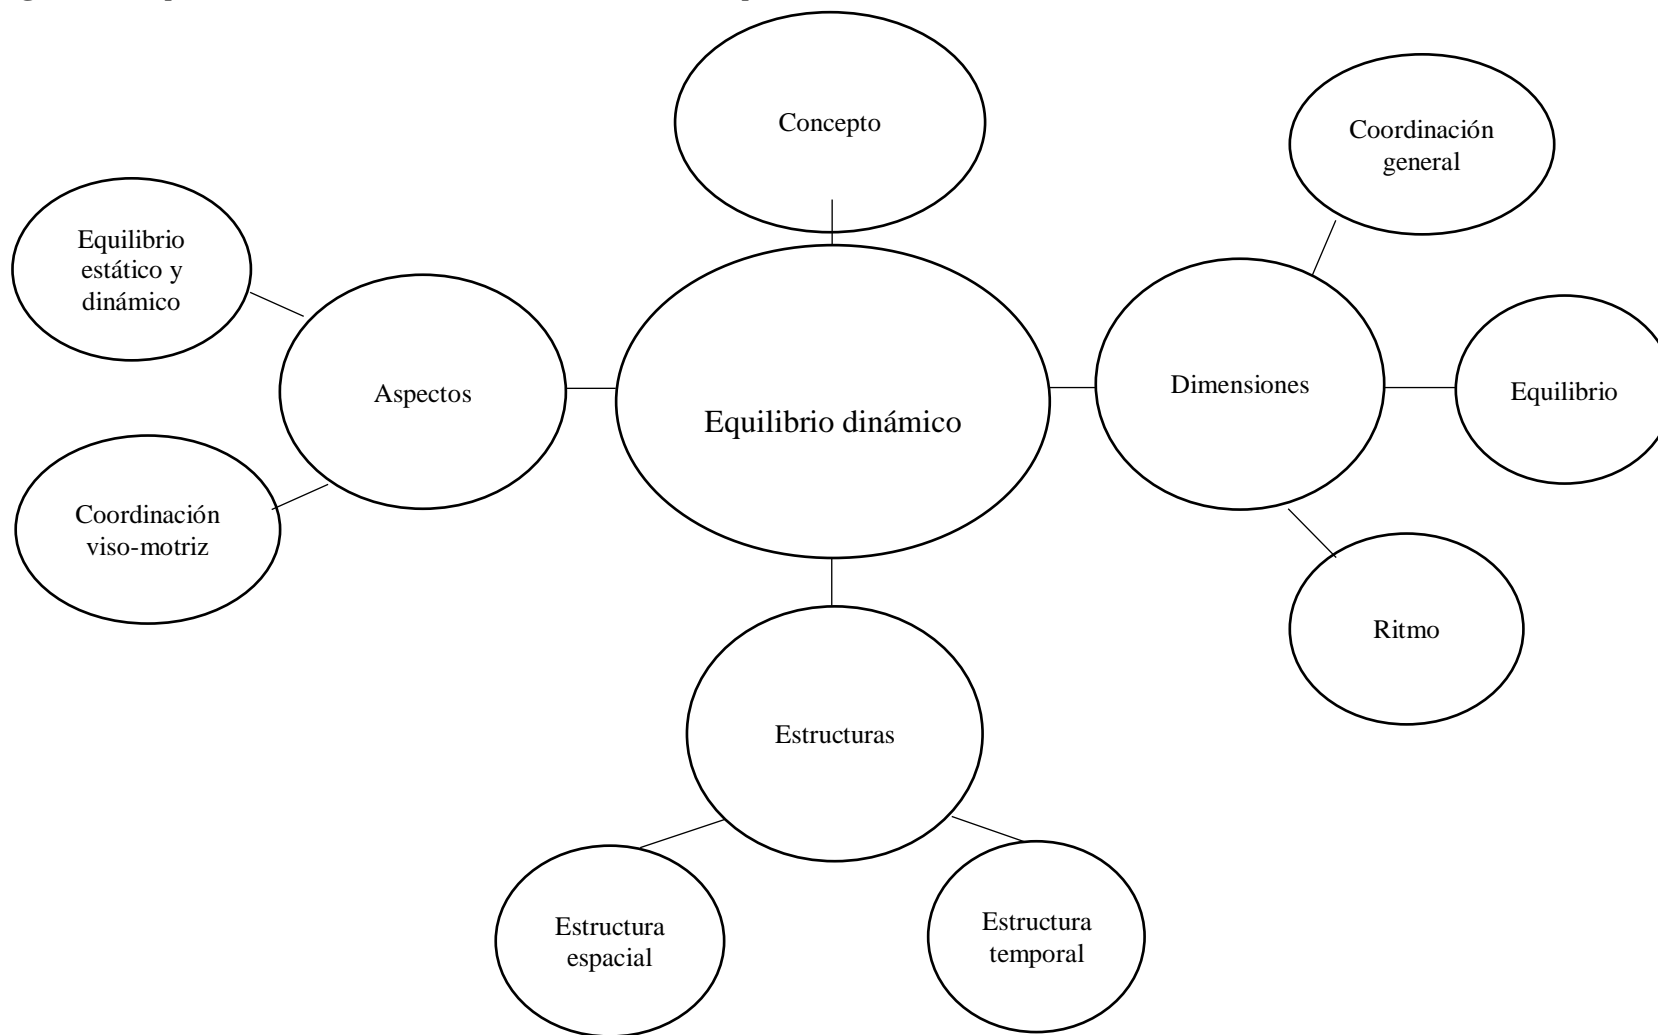 Concepto
Coordinación
general
Equilibrio
estático y
dinámico
Aspectos
Equilibrio dinámico
Dimensiones
Equilibrio
Coordinación
viso-motriz
Ritmo
Estructuras
Estructura
espacial
Estructura
temporal